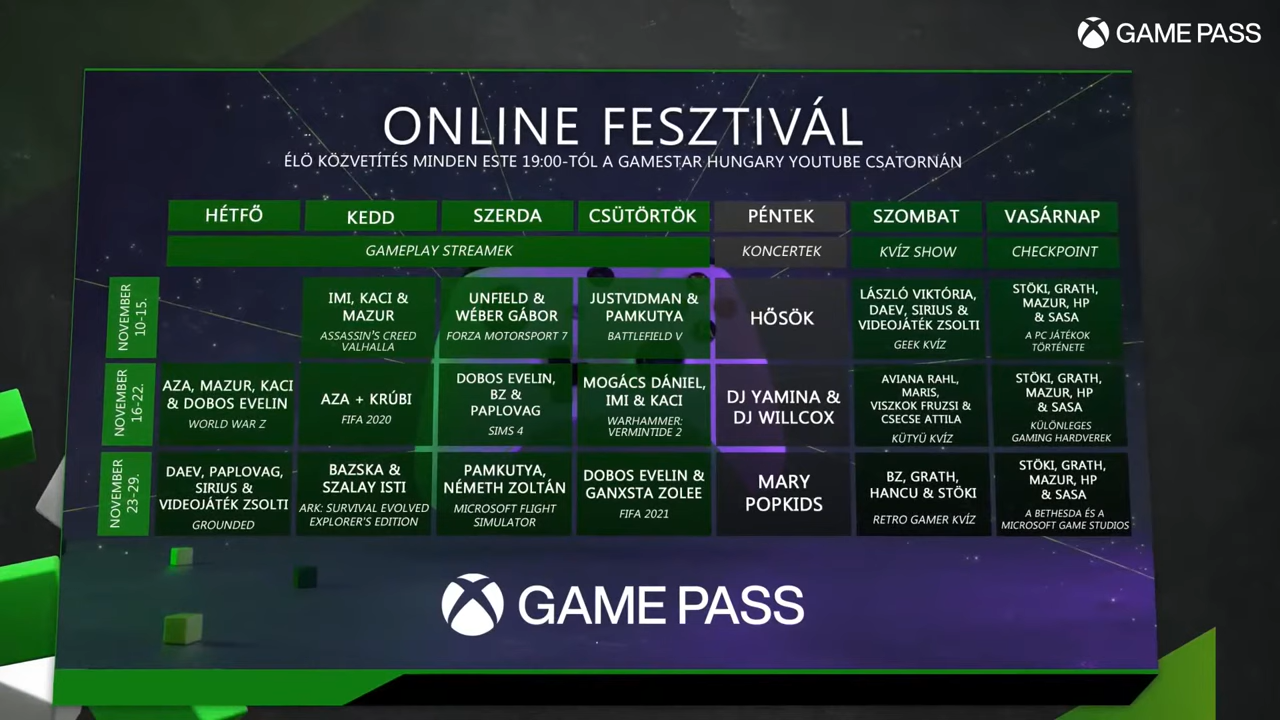 GAME PASS
ONLINE FESZTIVÁL
ÉLŐ KÖZVETÍTÉS MINDEN ESTE 19:00-TÓL A GAMESTAR HUNGARY YOUTUBE CSATORNÁN
HÉTFŐ
KEDD
SZERDA
CSÜTÖRTÖK
PÉNTEK
SZOMBAT
VASÁRNAP
GAMEPLAY STREAMEK
KONCERTEK
KVÍZ SHOW
CHECKPOINT
NOVEMBER
10-15.
IMI, KACI &
MAZUR
ASSASSIN'S CREED
VALHALLA
UNFIELD &
WÉBER GÁBOR
FORZA MOTORSPORT 7
JUSTVIDMAN &
PAMKUTYA
BATTLEFIELD V
HŐSÖK
LÁSZLÓ VIKTÓRIA,
DAEV, SIRIUS &
VIDEOJÁTÉK ZSOLTI
GEEK KVÍZ
STÖKI, GRATH,
MAZUR, HP
& SASA
A PC JÁTÉKOK
TÖRTÉNETE
NOVEMBER
16-22.
AZA, MAZUR, KACI
& DOBOS EVELIN
WORLD WAR Z
AZA + KRÚBI
FIFA 2020
DOBOS EVELIN,
BZ &
PAPLOVAG
SIMS 4
MOGÁCS DÁNIEL,
IMI & KACI
WARHAMMER:
VERMINTIDE 2
DJ YAMINA &
DJ WILLCOX
AVIANA RAHL,
MARIS,
VISZKOK FRUZSI &
CSECSE ATTILA
KÜTYÜ KVÍZ
STÖKI, GRATH,
MAZUR, HP
& SASA
KÜLÖNLEGES
GAMING HARDVEREK
NOVEMBER
23-29.
DAEV, PAPLOVAG,
SIRIUS &
VIDEOJÁTÉK ZSOLTI
GROUNDED
BAZSKA &
SZALAY ISTI
ARK: SURVIVAL EVOLVED
EXPLORER'S EDITION
PAMKUTYA,
NÉMETH ZOLTÁN
MICROSOFT FLIGHT
SIMULATOR
DOBOS EVELIN &
GANXSTA ZOLEE
FIFA 2021
MARY
POPKIDS
BZ, GRATH,
HANCU & STÖKI
RETRO GAMER KVÍZ
STÖKI, GRATH,
MAZUR, HP
& SASA
A BETHESDA ÉS A
MICROSOFT GAME STUDIOS
GAME PASS